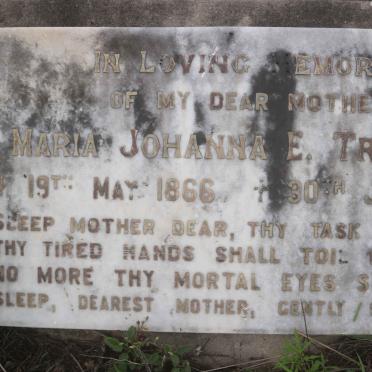 IN LOVING MEMOR
OF MY DEAR MOTHE
MARIA JOHANNA E. TR
19TH MAY 1866 30TH
SLEEP MOTHER DEAR, THY TASK
THY TIRED HANDS SHALL TOIL
NO MORE THY MORTAL EYES S
SLEEP, DEAREST MOTHER, GENTLY